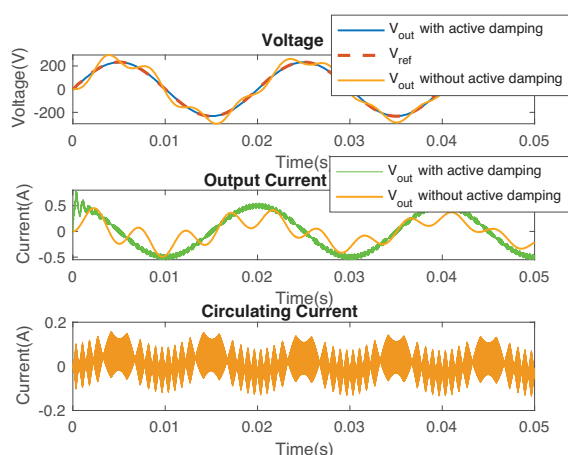 Voltage
V_out with active damping
V_ref
V_out without active damping
Voltage(V)
200
0
-200
0
0.01
0.02
0.03
0.04
0.05
Time(s)
Output Current
V_out with active damping
V_out without active damping
Current(A)
0.5
0
-0.5
0
0.01
0.02
0.03
0.04
0.05
Time(s)
Circulating Current
Current(A)
0.2
0
-0.2
0
0.01
0.02
0.03
0.04
0.05
Time(s)